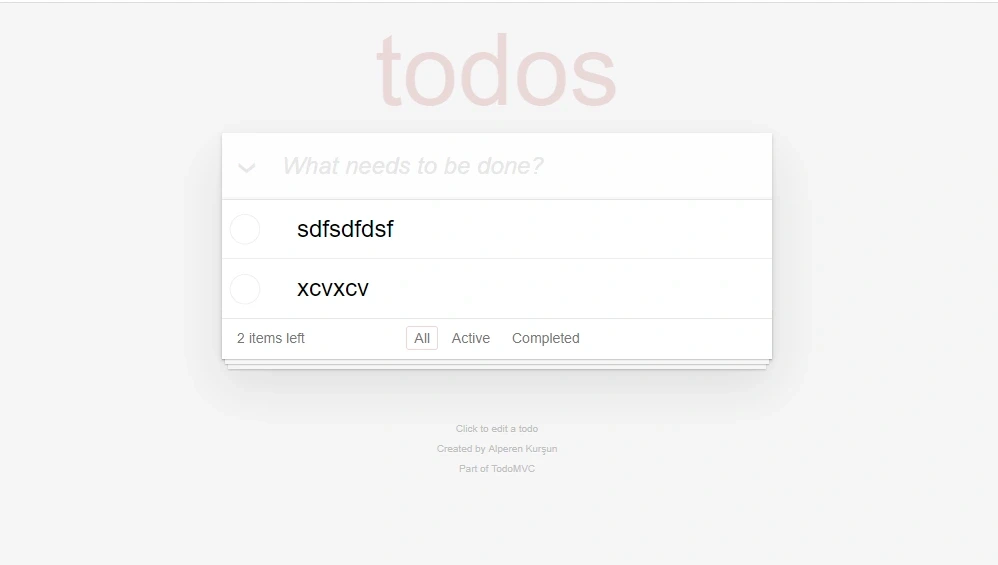 todos
What needs to be done?
sdfsdfdsf
xcvxcv
2 items left All Active Completed
Click to edit a todo
Created by Alperen Kurşun
Part of TodoMVC